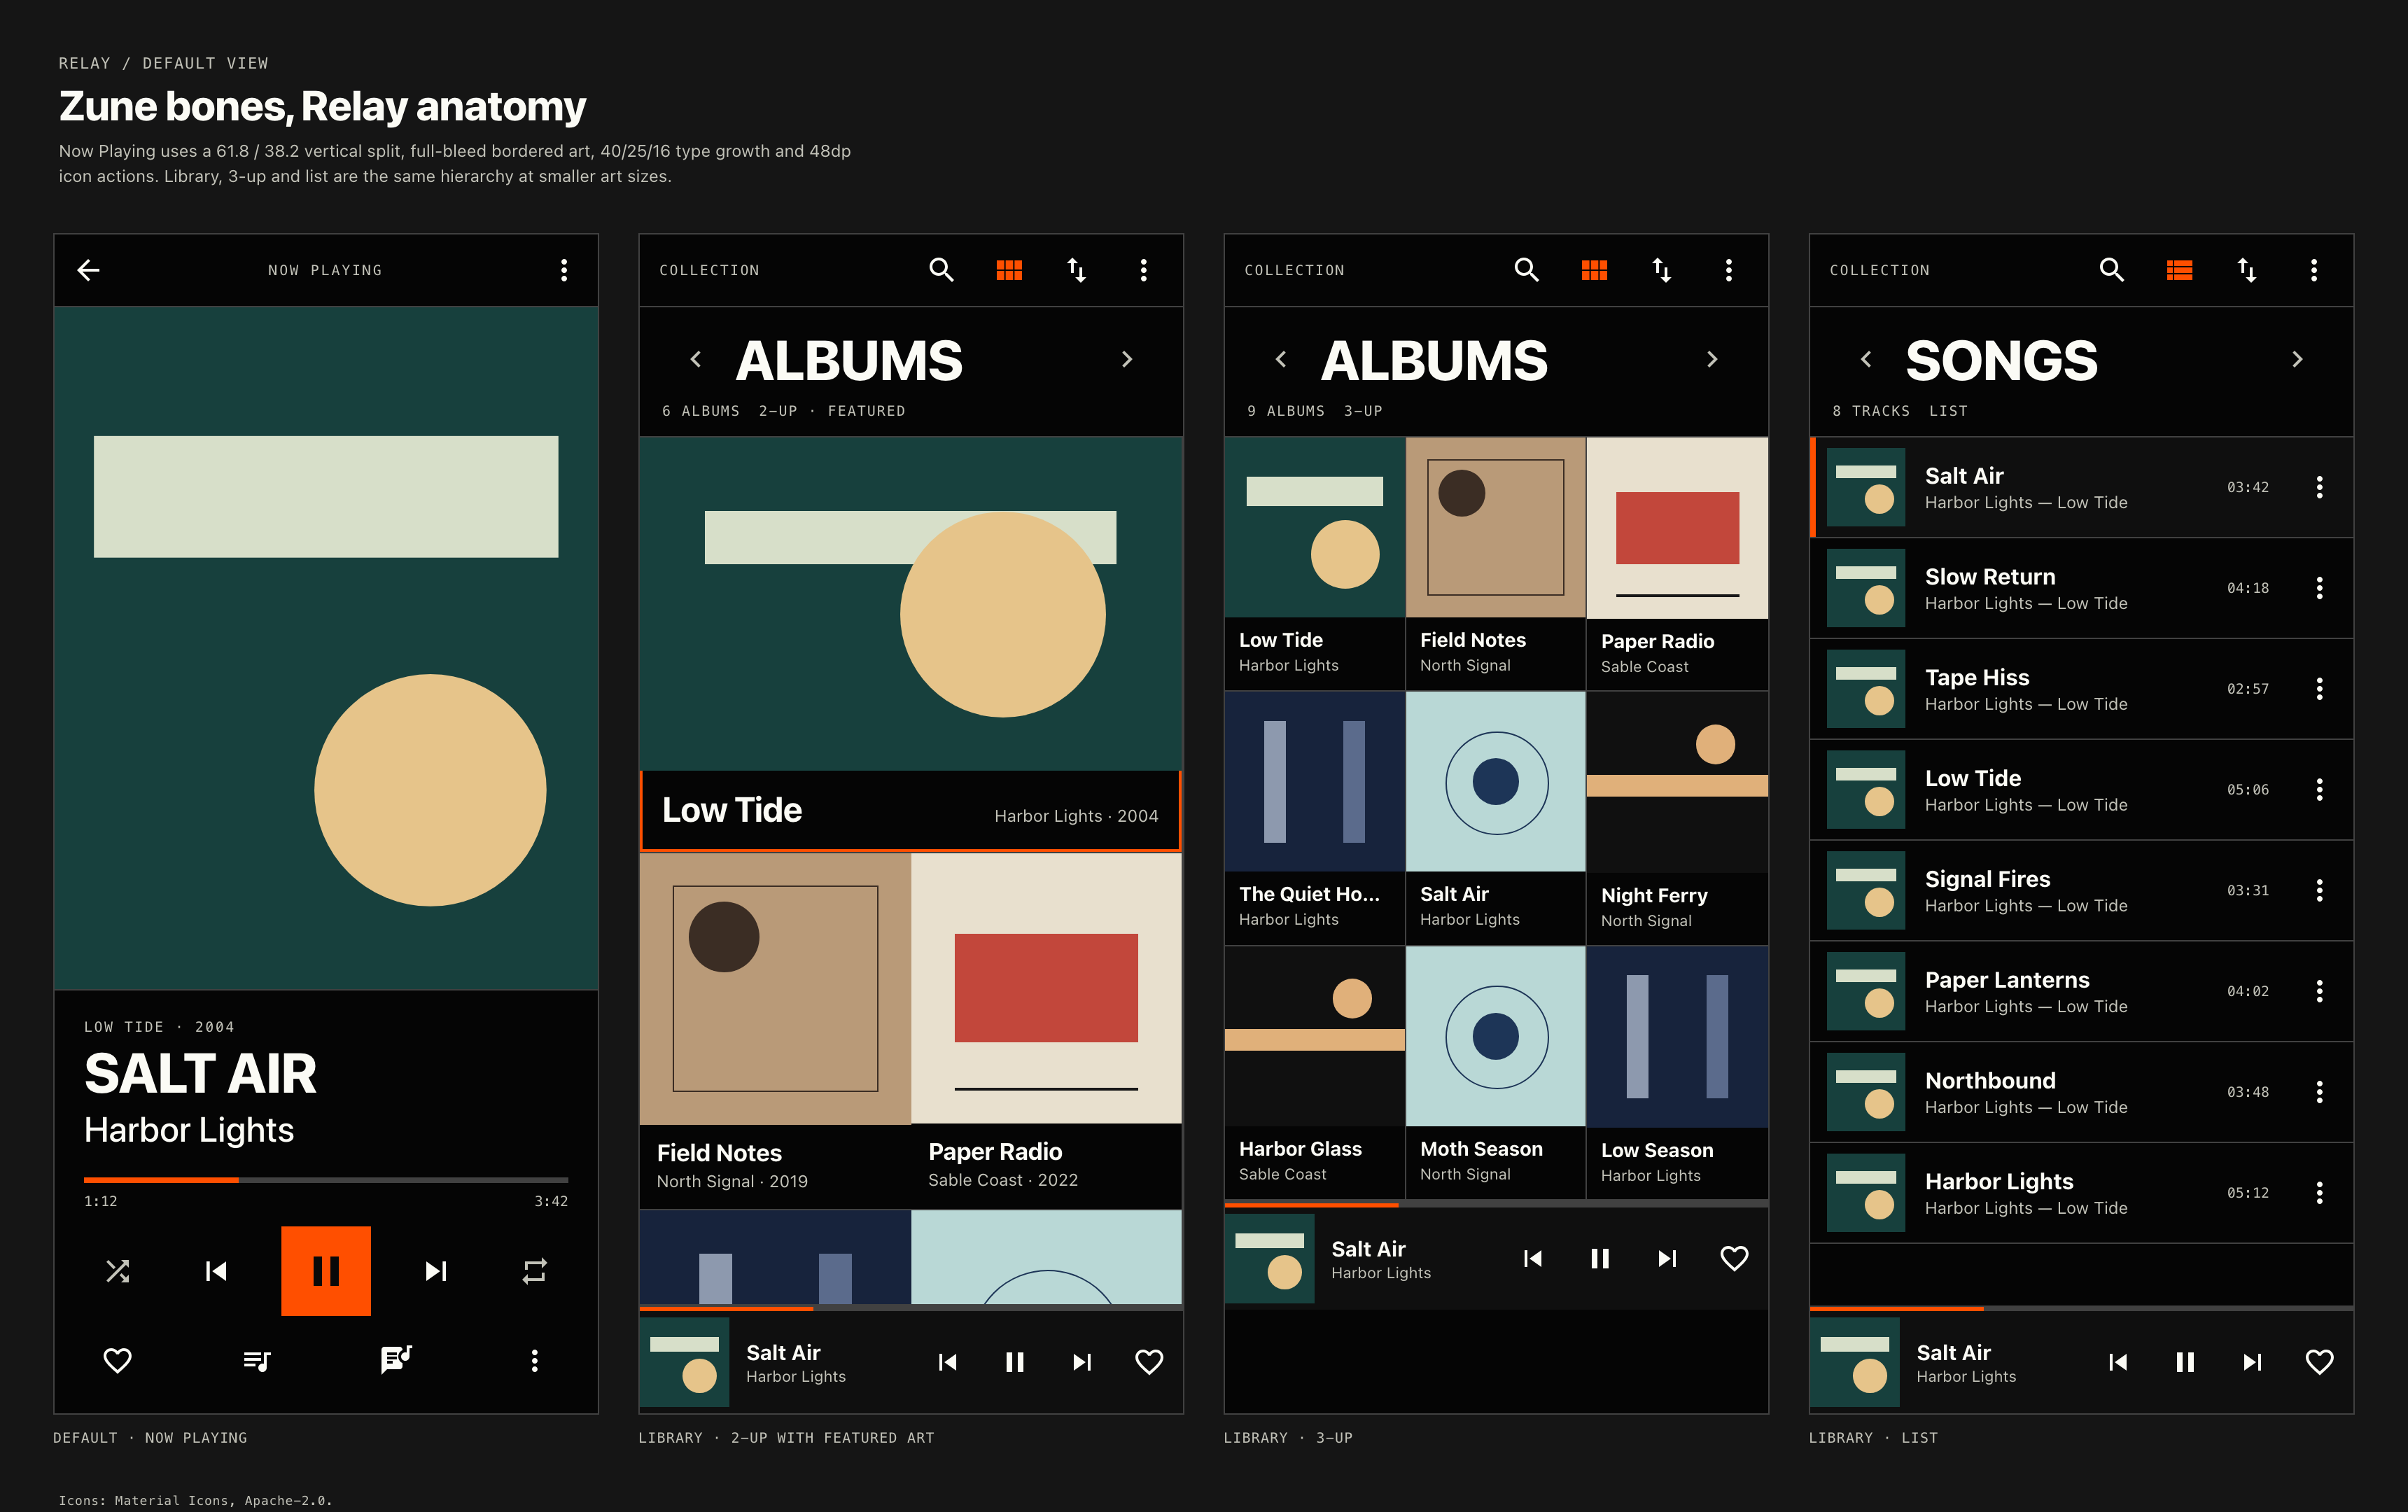 RELAY / DEFAULT VIEW
Zune bones, Relay anatomy
Now Playing uses a 61.8 / 38.2 vertical split, full-bleed bordered art, 40/25/16 type growth and 48dp
icon actions. Library, 3-up and list are the same hierarchy at smaller art sizes.
NOW PLAYING
LOW TIDE · 2004
SALT AIR
Harbor Lights
1:12 3:42
DEFAULT · NOW PLAYING
COLLECTION
ALBUMS
6 ALBUMS 2-UP · FEATURED
Low Tide Harbor Lights · 2004
Field Notes
North Signal · 2019
Paper Radio
Sable Coast · 2022
Salt Air
Harbor Lights
LIBRARY · 2-UP WITH FEATURED ART
COLLECTION
ALBUMS
9 ALBUMS 3-UP
Low Tide
Harbor Lights
Field Notes
North Signal
Paper Radio
Sable Coast
The Quiet Ho...
Harbor Lights
Salt Air
Harbor Lights
Night Ferry
North Signal
Harbor Glass
Sable Coast
Moth Season
North Signal
Low Season
Harbor Lights
Salt Air
Harbor Lights
LIBRARY · 3-UP
COLLECTION
SONGS
8 TRACKS LIST
Salt Air
Harbor Lights — Low Tide
03:42
Slow Return
Harbor Lights — Low Tide
04:18
Tape Hiss
Harbor Lights — Low Tide
02:57
Low Tide
Harbor Lights — Low Tide
05:06
Signal Fires
Harbor Lights — Low Tide
03:31
Paper Lanterns
Harbor Lights — Low Tide
04:02
Northbound
Harbor Lights — Low Tide
03:48
Harbor Lights
Harbor Lights — Low Tide
05:12
Salt Air
Harbor Lights
LIBRARY · LIST
Icons: Material Icons, Apache-2.0.